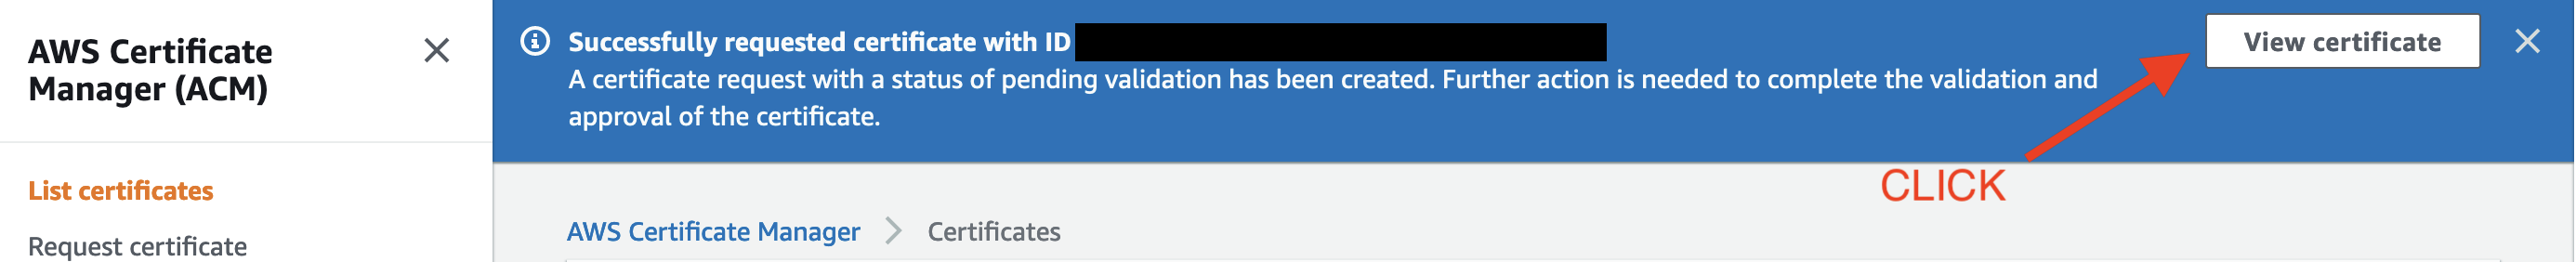 AWS Certificate
Manager (ACM)
List certificates
Request certificate
Successfully requested certificate with ID
A certificate request with a status of pending validation has been created. Further action is needed to complete the validation and
approval of the certificate.
View certificate
CLICK
AWS Certificate Manager > Certificates